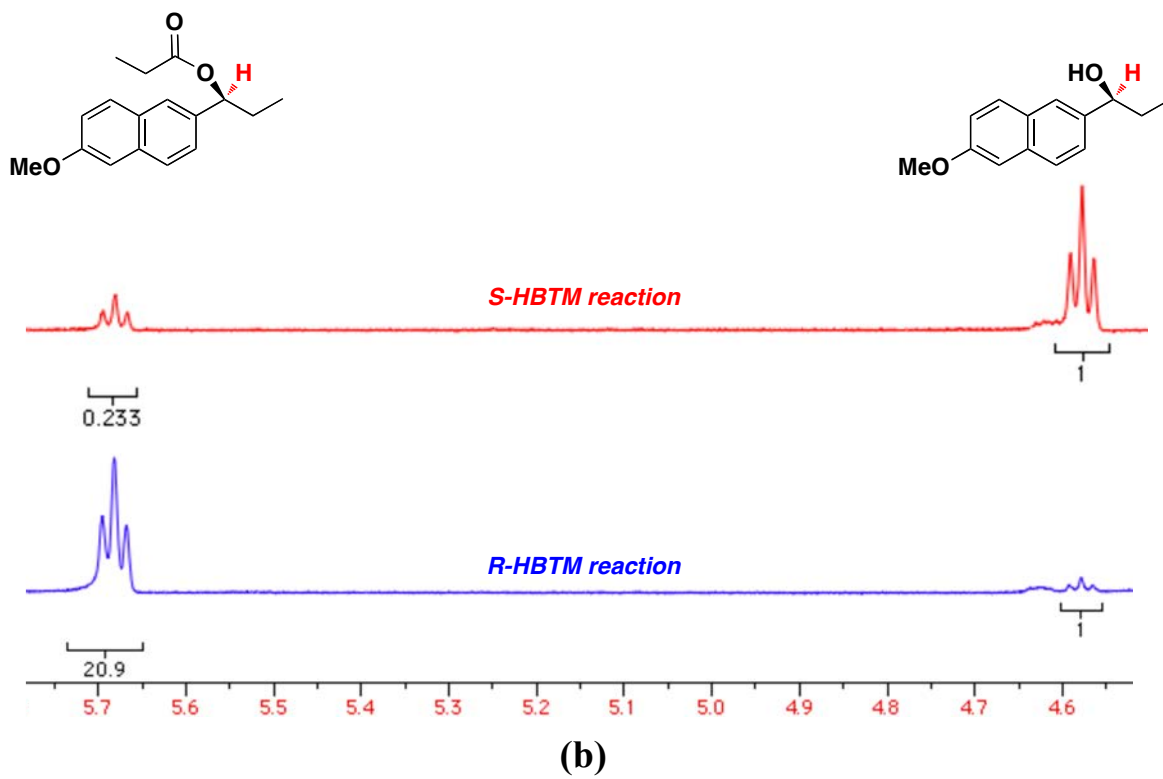 O
O H
MeO
HO H
MeO
S-HBTM reaction
1
0.233
R-HBTM reaction
1
20.9
5.7 5.6 5.5 5.4 5.3 5.2 5.1 5.0 4.9 4.8 4.7 4.6
(b)